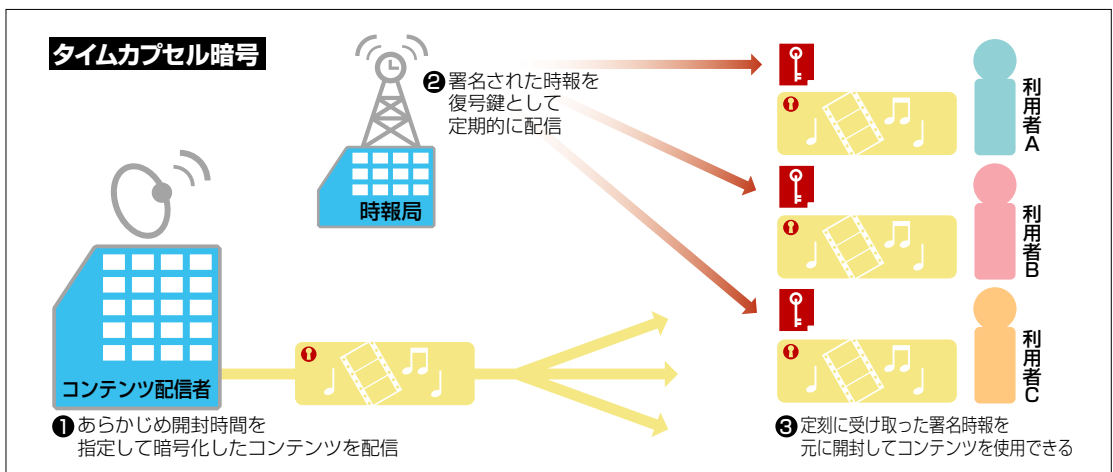 タイムカプセル暗号
❷署名された時報を
復号鍵として
定期的に配信
時報局
コンテンツ配信者
❶あらかじめ開封時間を
指定して暗号化したコンテンツを配信
利用者A
利用者B
利用者C
❸定刻に受け取った署名時報を
元に開封してコンテンツを使用できる